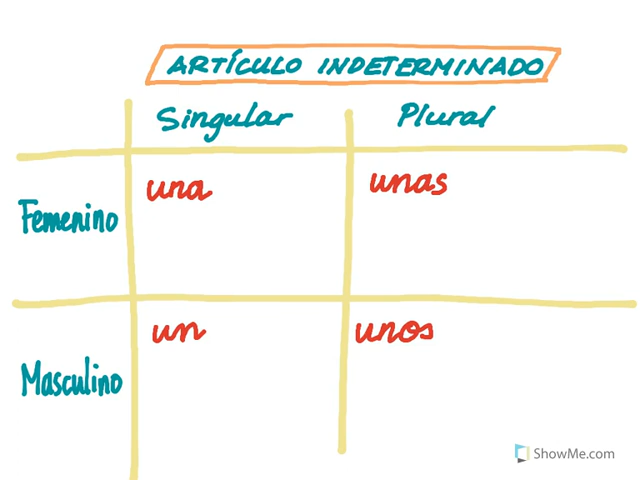 ARTÍCULO INDETERMINADO
Singular Plural
Femenino una unas
Masculino un unos
ShowMe.com